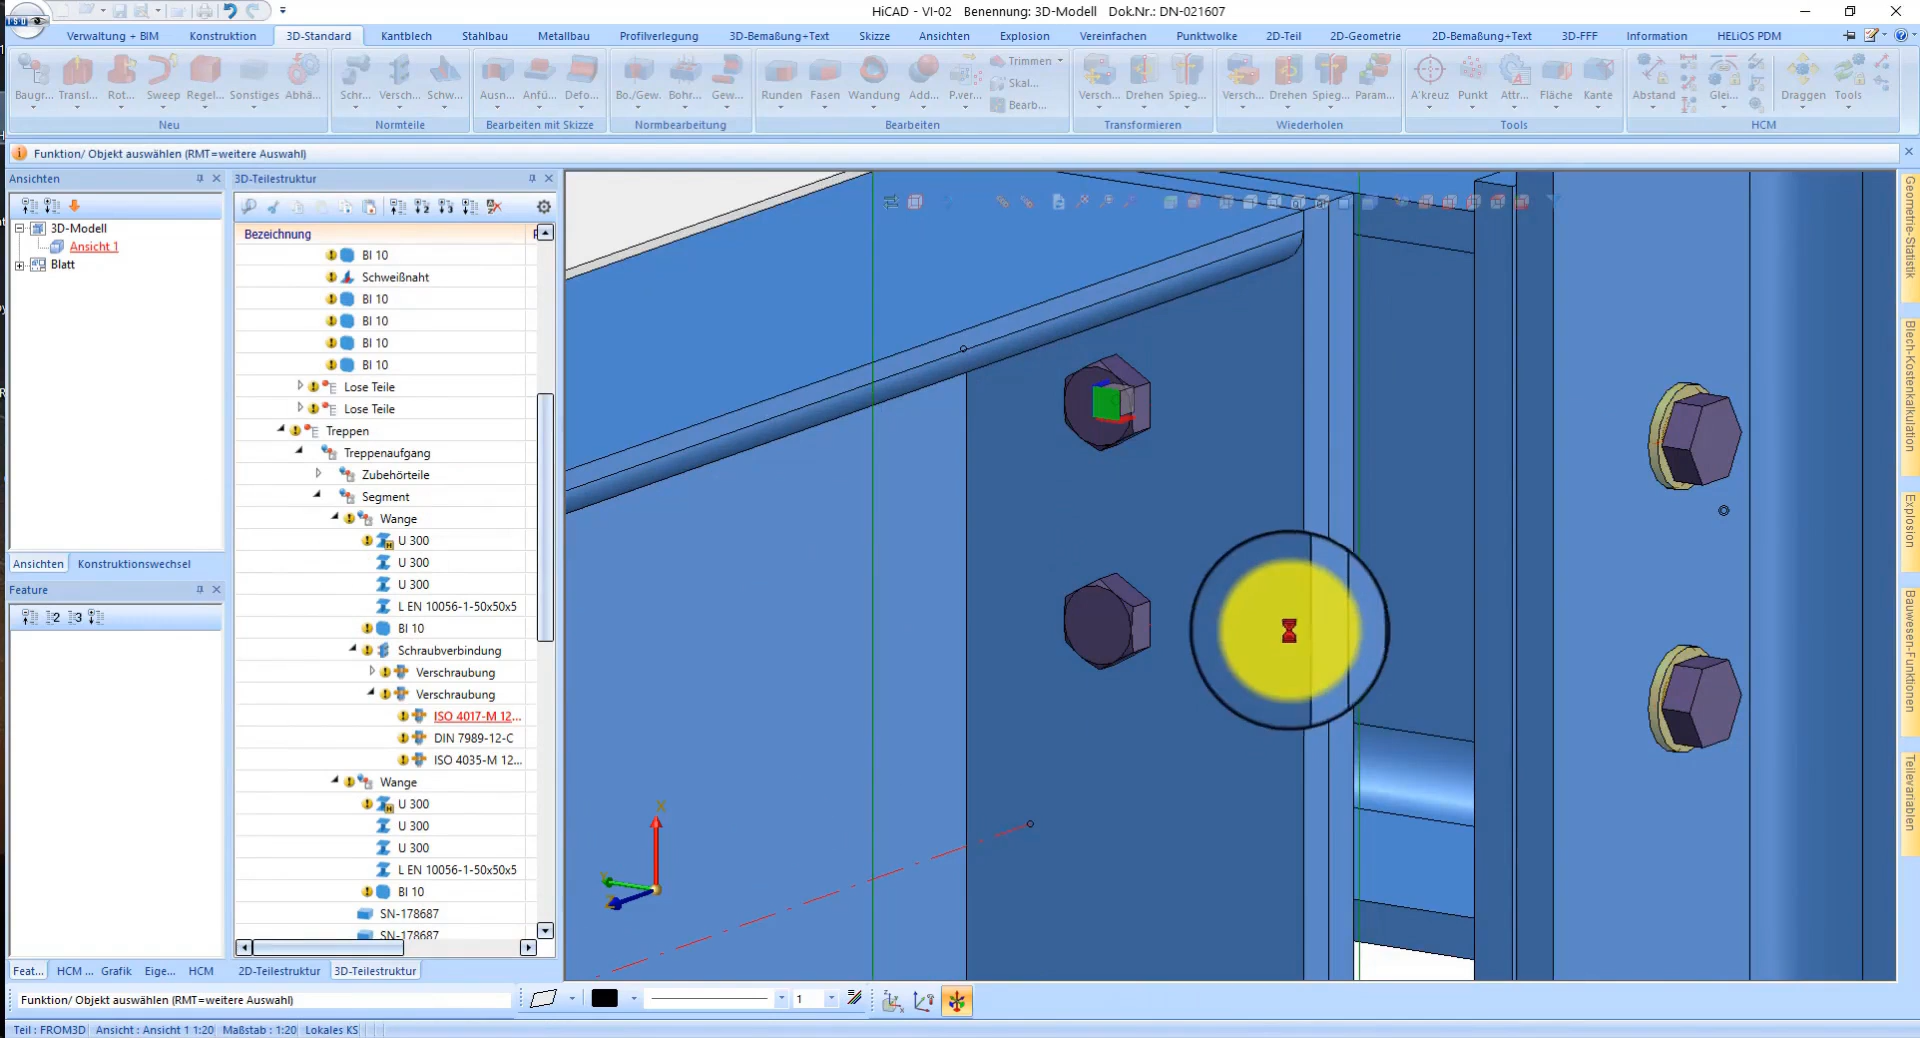 HiCAD - VI-02   Benennung: 3D-Modell   Dok.Nr.: DN-021607
ISO
Verwaltung + BIM
Konstruktion
3D-Standard
Kantblech
Stahlbau
Metallbau
Profilverlegung
3D-Bemaßung+Text
Skizze
Ansichten
Explosion
Vereinfachen
Punktwolke
2D-Teil
2D-Geometrie
2D-Bemaßung+Text
3D-FFF
Information
HELiOS PDM
Trimmen
Skal...
Bearb...
Baugr... Transl... Rot... Sweep Regel... Sonstiges Abhä...
Schr... Versch... Schw...
Ausn... Anfü... Defo...
Bo./Gew. Bohr... Gew...
Runden Fasen Wandung Add... P.ver...
Versch... Drehen Spieg...
Versch... Drehen Spieg... Param...
A'kreuz Punkt Attr... Fläche Kante
Abstand Glei... Draggen Tools
Neu
Normteile
Bearbeiten mit Skizze
Normbearbeitung
Bearbeiten
Transformieren
Wiederholen
Tools
HCM
Funktion/ Objekt auswählen (RMT=weitere Auswahl)
Ansichten
3D-Modell
Ansicht 1
Blatt
Ansichten
Konstruktionswechsel
Feature
Feat... HCM ... Grafik Eige... HCM
3D-Teilestruktur
Bezeichnung
BI 10
Schweißnaht
BI 10
BI 10
BI 10
BI 10
Lose Teile
Lose Teile
Treppen
Treppenaufgang
Zubehörteile
Segment
Wange
U 300
U 300
U 300
L EN 10056-1-50x50x5
BI 10
Schraubverbindung
Verschraubung
Verschraubung
ISO 4017-M 12...
DIN 7989-12-C
ISO 4035-M 12...
Wange
U 300
U 300
U 300
L EN 10056-1-50x50x5
BI 10
SN-178687
SN-178687
2D-Teilestruktur
3D-Teilestruktur
X
Z
Geometrie-Statistik
Blech-Kostenkalkulation
Explosion
Bauwesen-Funktionen
Teilevariablen
Funktion/ Objekt auswählen (RMT=weitere Auswahl)
1
Teil : FROM3D
Ansicht : Ansicht 1 1:20
Maßstab : 1:20
Lokales KS